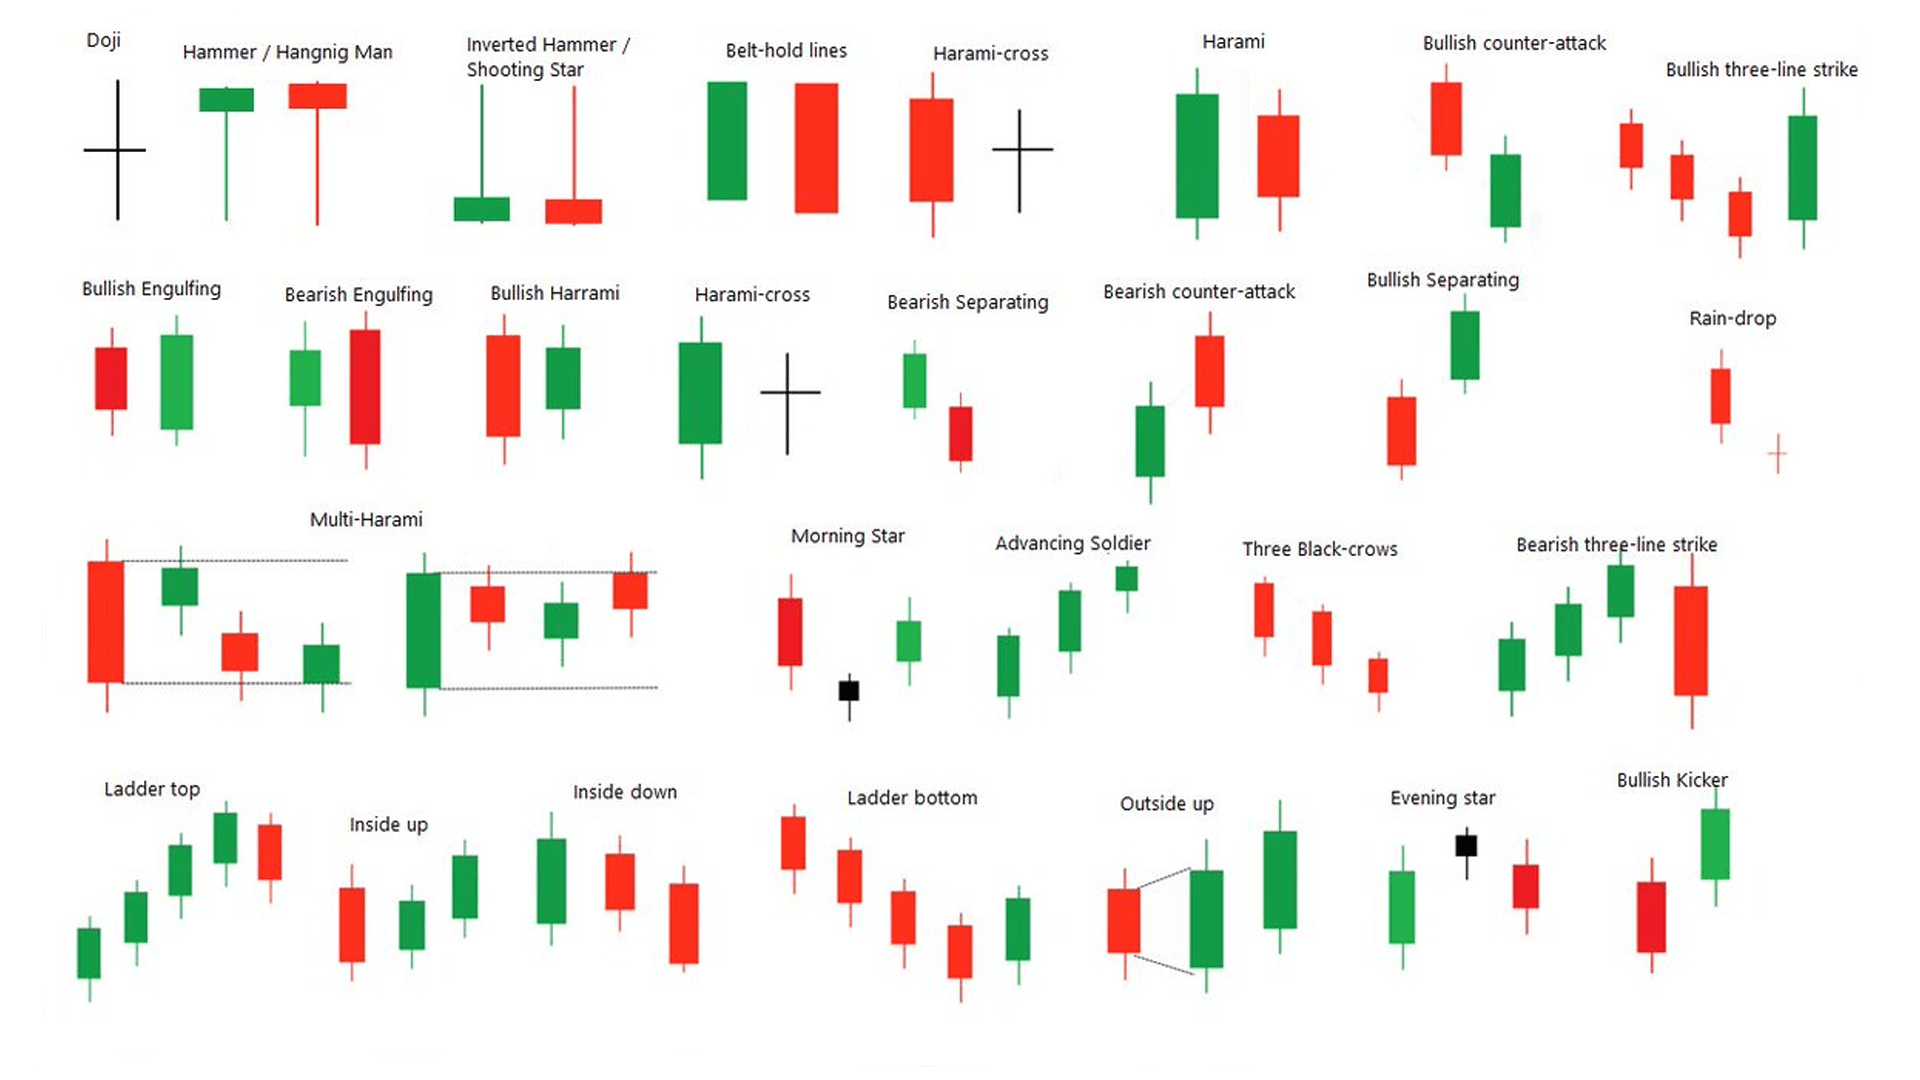 Doji
Hammer / Hangnig Man
Inverted Hammer /
Shooting Star
Belt-hold lines
Harami-cross
Harami
Bullish counter-attack
Bullish three-line strike
Bullish Engulfing
Bearish Engulfing
Bullish Harrami
Harami-cross
Bearish Separating
Bearish counter-attack
Bullish Separating
Rain-drop
Multi-Harami
Morning Star
Advancing Soldier
Three Black-crows
Bearish three-line strike
Ladder top
Inside up
Inside down
Ladder bottom
Outside up
Evening star
Bullish Kicker